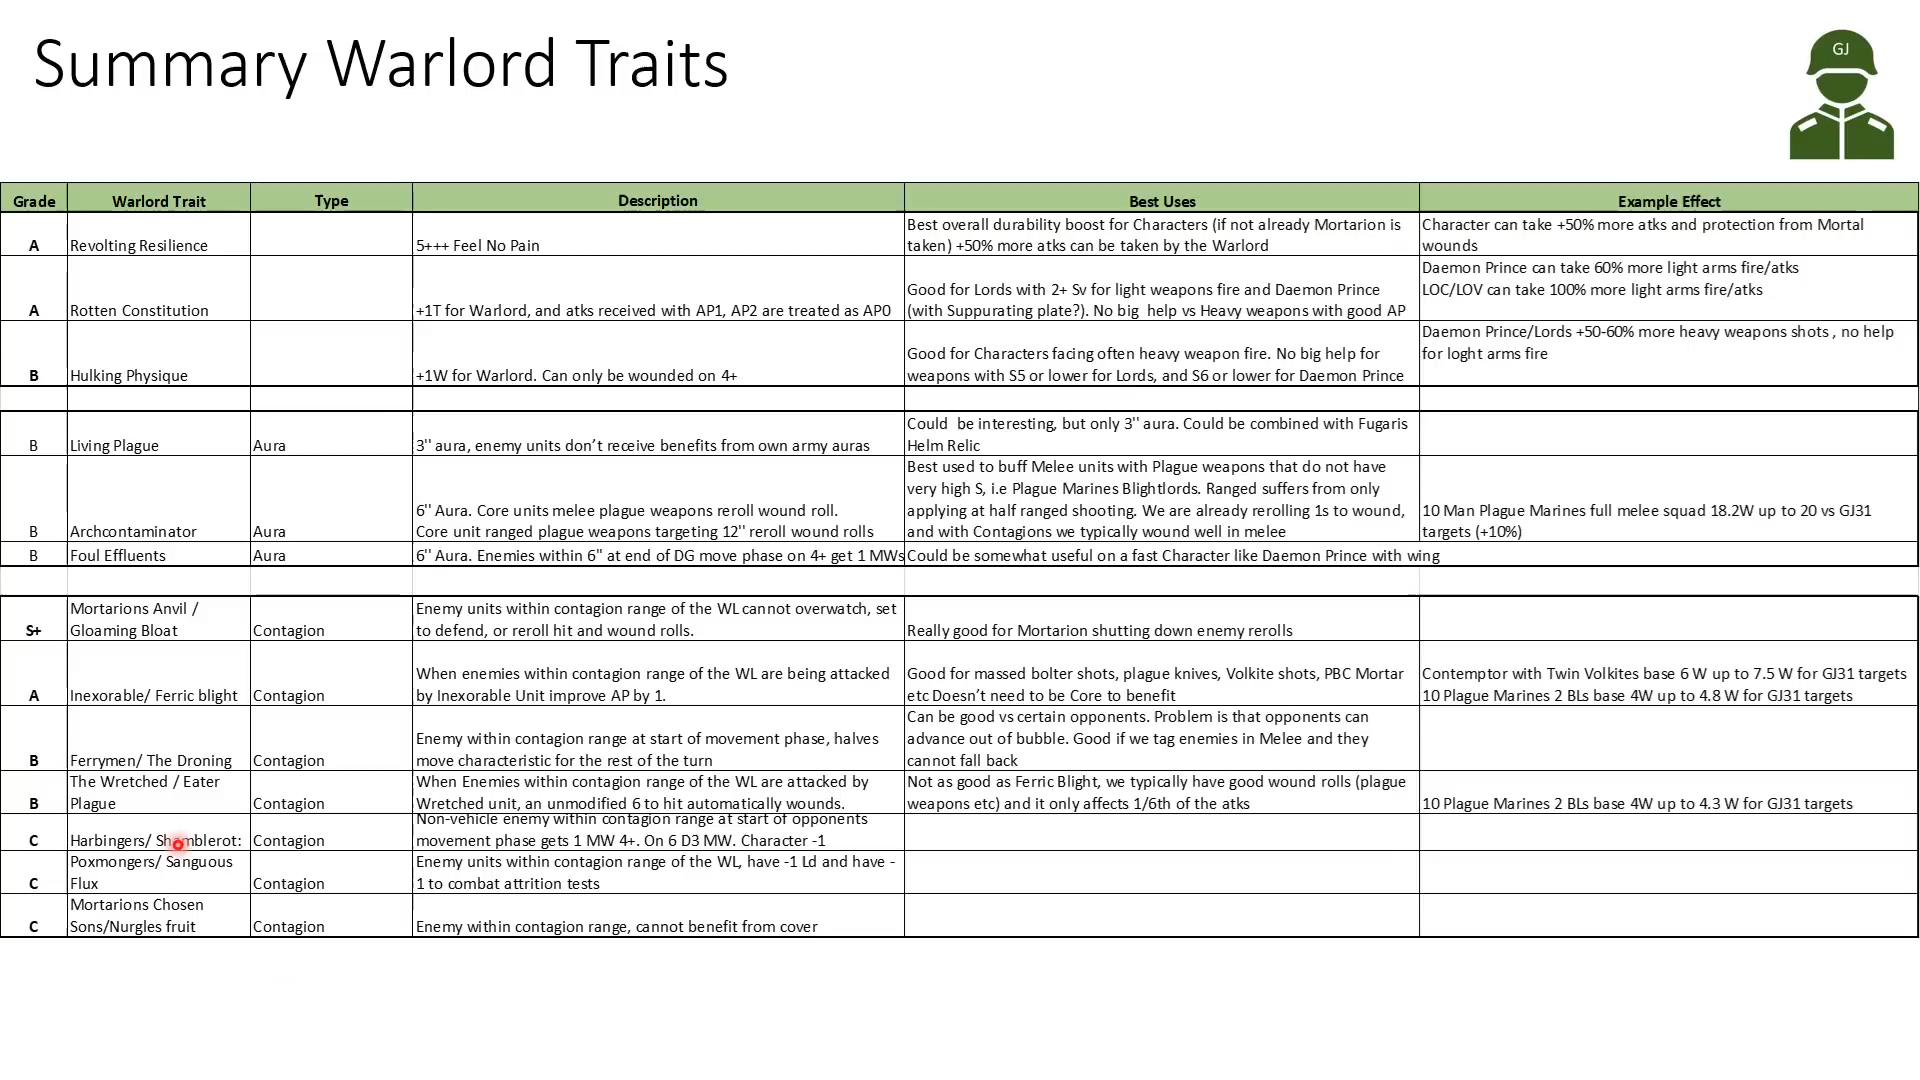 Summary Warlord Traits
GJ
Grade Warlord Trait Type Description Best Uses Example Effect
A Revolting Resilience 5+++ Feel No Pain
Best overall durability boost for Characters (if not already Mortarion is
taken) +50% more atks can be taken by the Warlord
Character can take +50% more atks and protection from Mortal
wounds
A Rotten Constitution +1T for Warlord, and atks received with AP1, AP2 are treated as AP0
Good for Lords with 2+ Sv for light weapons fire and Daemon Prince
(with Suppurating plate?). No big help vs Heavy weapons with good AP
Daemon Prince can take 60% more light arms fire/atks
LOC/LOV can take 100% more light arms fire/atks
B Hulking Physique +1W for Warlord. Can only be wounded on 4+
Good for Characters facing often heavy weapon fire. No big help for
weapons with S5 or lower for Lords, and S6 or lower for Daemon Prince
Daemon Prince/Lords +50-60% more heavy weapons shots , no help
for loght arms fire
B Living Plague Aura 3'' aura, enemy units don’t receive benefits from own army auras
Could be interesting, but only 3'' aura. Could be combined with Fugaris
Helm Relic
B Archcontaminator Aura
6'' Aura. Core units melee plague weapons reroll wound roll.
Core unit ranged plague weapons targeting 12'' reroll wound rolls
Best used to buff Melee units with Plague weapons that do not have
very high S, i.e Plague Marines Blightlords. Ranged suffers from only
applying at half ranged shooting. We are already rerolling 1s to wound,
and with Contagions we typically wound well in melee
10 Man Plague Marines full melee squad 18.2W up to 20 vs GJ31
targets (+10%)
B Foul Effluents Aura 6'' Aura. Enemies within 6" at end of DG move phase on 4+ get 1 MWs Could be somewhat useful on a fast Character like Daemon Prince with wing
S+ Mortarions Anvil /
Gloaming Bloat Contagion
Enemy units within contagion range of the WL cannot overwatch, set
to defend, or reroll hit and wound rolls.
Really good for Mortarion shutting down enemy rerolls
A Inexorable/ Ferric blight Contagion
When enemies within contagion range of the WL are being attacked
by Inexorable Unit improve AP by 1.
Good for massed bolter shots, plague knives, Volkite shots, PBC Mortar
etc Doesn’t need to be Core to benefit
Contemptor with Twin Volkites base 6 W up to 7.5 W for GJ31 targets
10 Plague Marines 2 BLs base 4W up to 4.8 W for GJ31 targets
B Ferrymen/ The Droning Contagion
Enemy within contagion range at start of movement phase, halves
move characteristic for the rest of the turn
Can be good vs certain opponents. Problem is that opponents can
advance out of bubble. Good if we tag enemies in Melee and they
cannot fall back
B The Wretched / Eater
Plague Contagion
When Enemies within contagion range of the WL are attacked by
Wretched unit, an unmodified 6 to hit automatically wounds.
Not as good as Ferric Blight, we typically have good wound rolls (plague
weapons etc) and it only affects 1/6th of the atks
10 Plague Marines 2 BLs base 4W up to 4.3 W for GJ31 targets
C Harbingers/ Shamblerot: Contagion
Non-vehicle enemy within contagion range at start of opponents
movement phase gets 1 MW 4+. On 6 D3 MW. Character -1
C Poxmongers/ Sanguous
Flux Contagion
Enemy units within contagion range of the WL, have -1 Ld and have -
1 to combat attrition tests
C Mortarions Chosen
Sons/Nurgles fruit Contagion
Enemy within contagion range, cannot benefit from cover